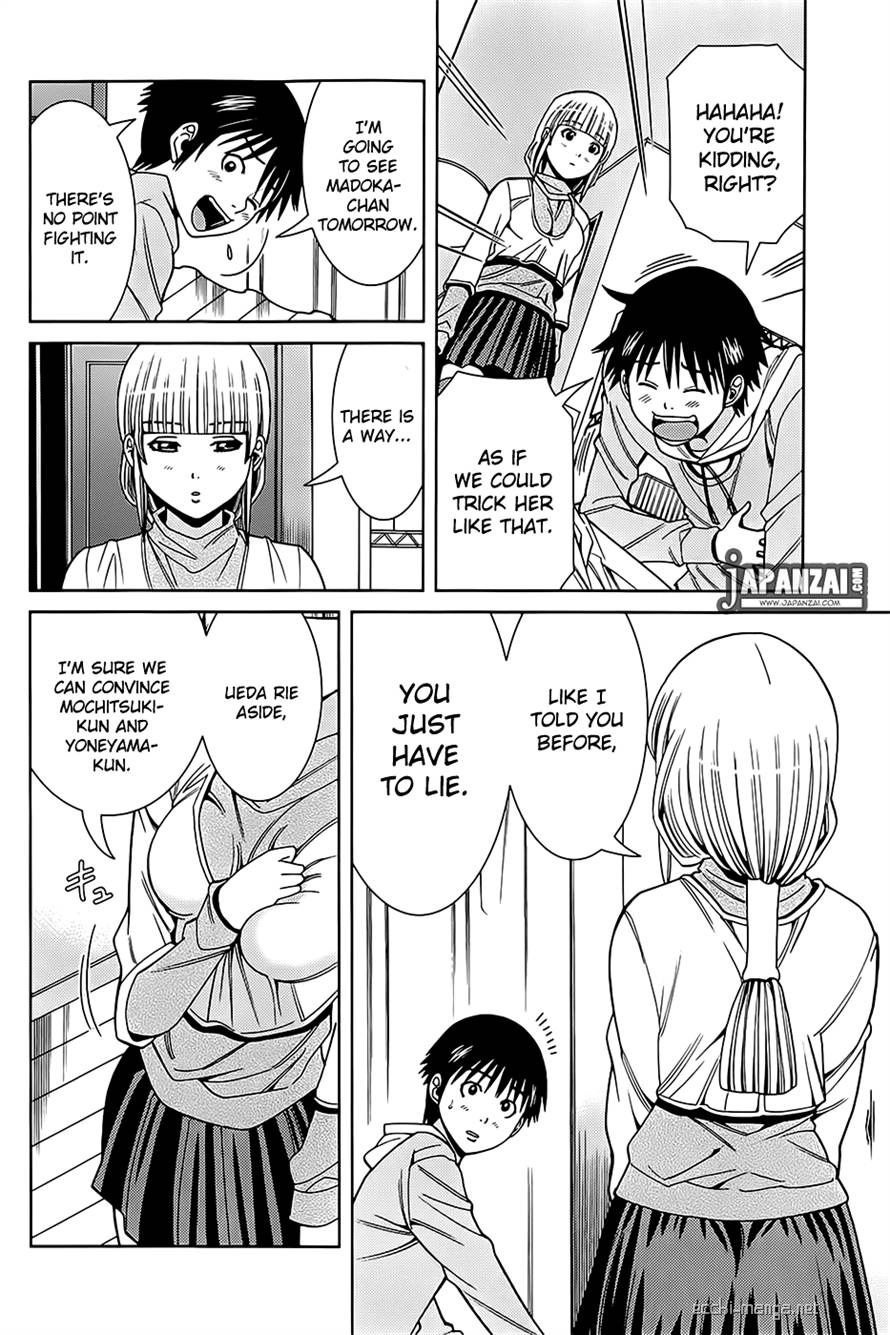 HAHAHA!
YOU'RE
KIDDING,
RIGHT?
AS IF
WE COULD
TRICK HER
LIKE THAT.
I'M
GOING
TO SEE
MADOKA-
CHAN
TOMORROW.
THERE'S
NO POINT
FIGHTING
IT.
THERE IS
A WAY...
JAPANZAI.COM
WWW.JAPANZAI.COM
LIKE I
TOLD YOU
BEFORE,
YOU
JUST
HAVE
TO LIE.
UEDA RIE
ASIDE,
I'M SURE WE
CAN CONVINCE
MOCHITSUKI-
KUN AND
YONEYAMA-
KUN.
キュ
ecchi-manga.net